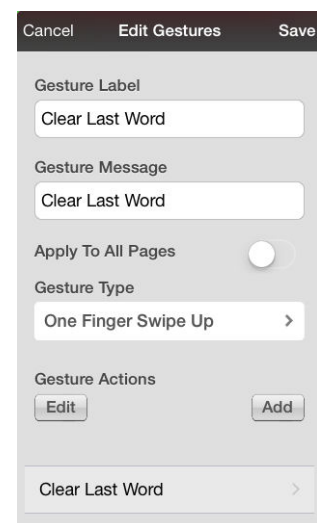 Cancel Edit Gestures Save
Gesture Label
Clear Last Word
Gesture Message
Clear Last Word
Apply To All Pages
Gesture Type
One Finger Swipe Up
Gesture Actions
Edit Add
Clear Last Word